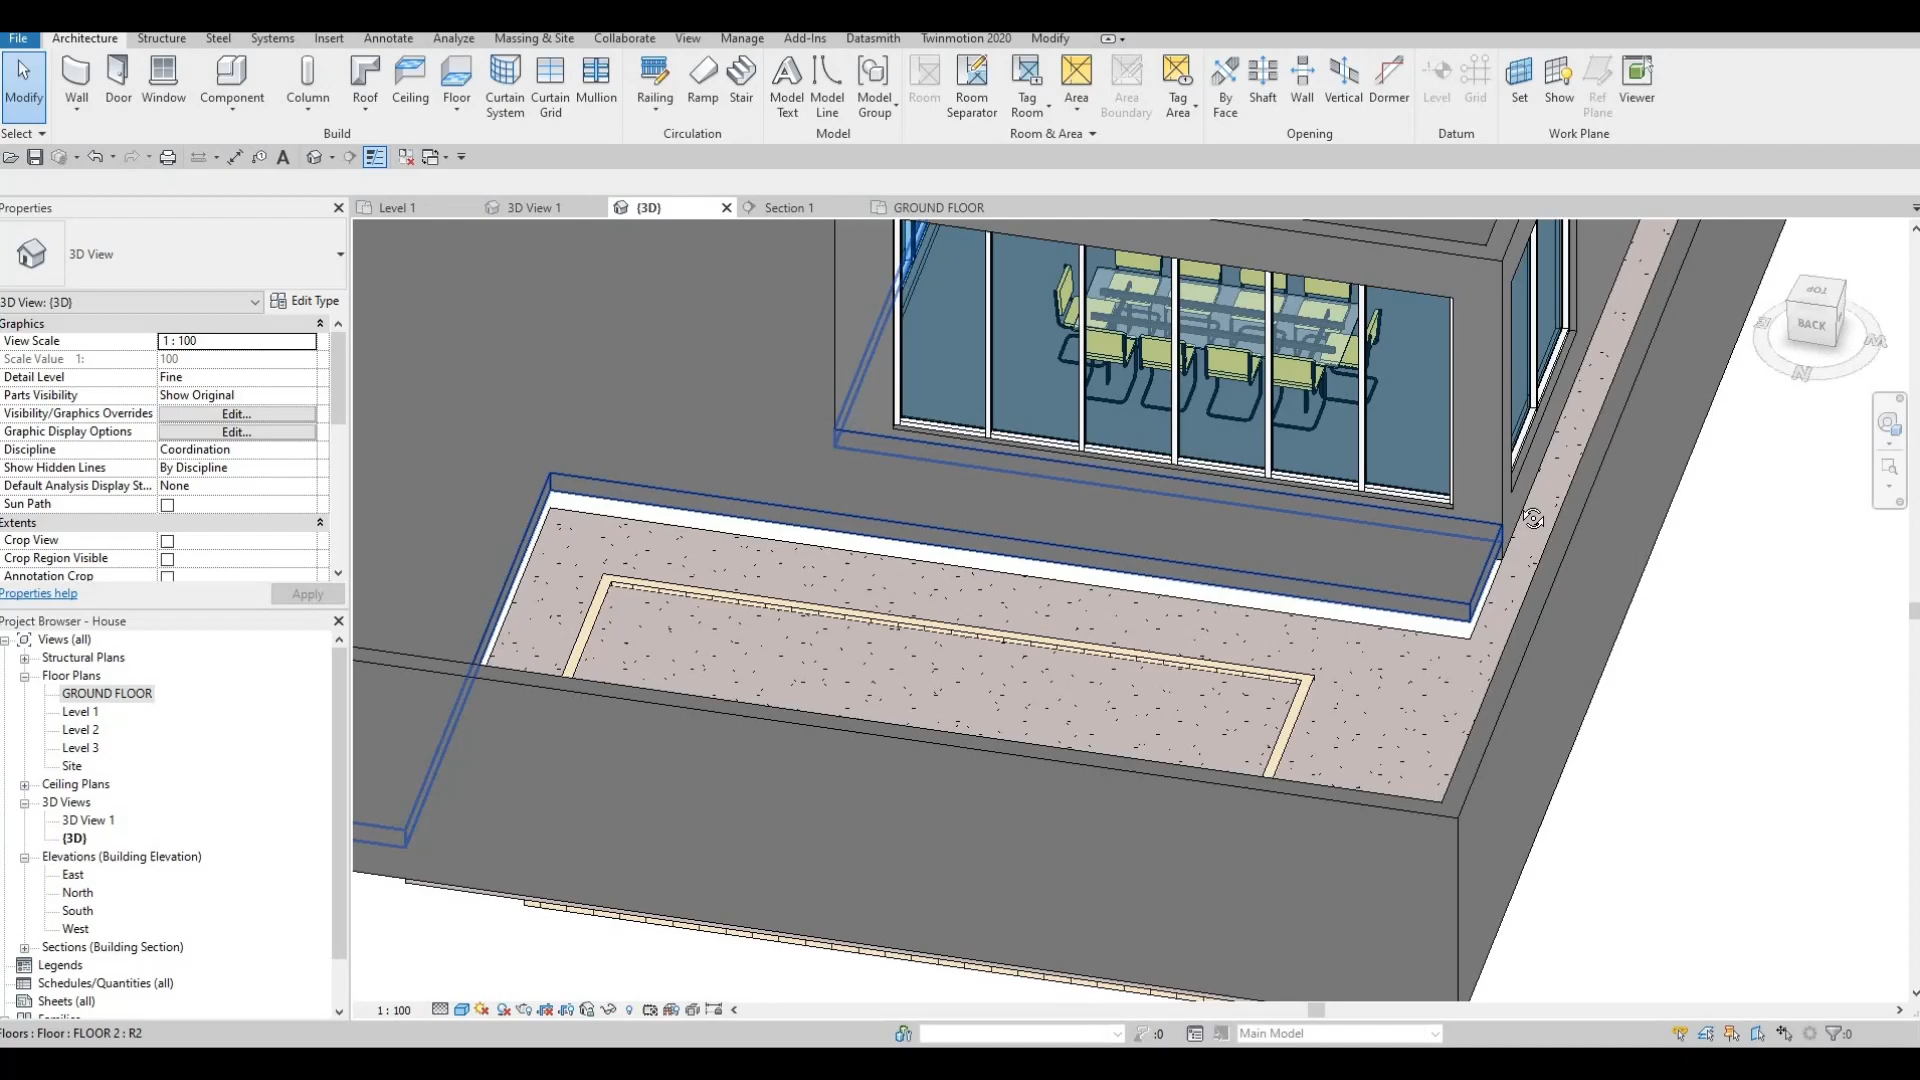 File Architecture Structure Steel Systems Insert Annotate Analyze Massing & Site Collaborate View Manage Add-Ins Datasmith Twinmotion 2020 Modify
Modify Wall Door Window Component Column Roof Ceiling Floor Curtain System Curtain Grid Mullion Railing Ramp Stair Model Text Model Line Model Group Room Room Separator Tag Room Area Area Boundary Tag Area By Face Shaft Wall Vertical Dormer Level Grid Set Show Ref Plane Viewer
Select Build Circulation Model Room & Area Opening Datum Work Plane
Properties
Level 1 3D View 1 {3D} Section 1 GROUND FLOOR
3D View
3D View: {3D} Edit Type
Graphics
View Scale 1 : 100
Scale Value 1: 100
Detail Level Fine
Parts Visibility Show Original
Visibility/Graphics Overrides Edit...
Graphic Display Options Edit...
Discipline Coordination
Show Hidden Lines By Discipline
Default Analysis Display St... None
Sun Path
Extents
Crop View
Crop Region Visible
Annotation Crop
Properties help Apply
Project Browser - House
Views (all)
Structural Plans
Floor Plans
GROUND FLOOR
Level 1
Level 2
Level 3
Site
Ceiling Plans
3D Views
3D View 1
{3D}
Elevations (Building Elevation)
East
North
South
West
Sections (Building Section)
Legends
Schedules/Quantities (all)
Sheets (all)
TOP
BACK
W
N
1 : 100
Floors : Floor : FLOOR 2 : R2 :0 Main Model :0